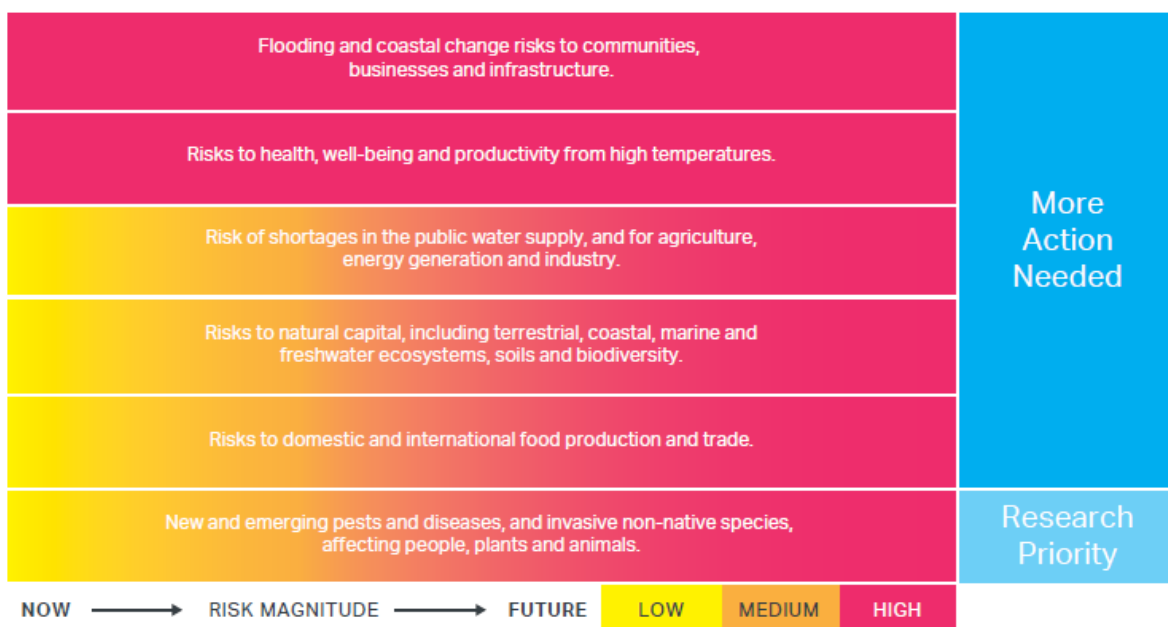 Flooding and coastal change risks to communities,
businesses and infrastructure.
Risks to health, well-being and productivity from high temperatures.
Risk of shortages in the public water supply, and for agriculture,
energy generation and industry.
Risks to natural capital, including terrestrial, coastal, marine and
freshwater ecosystems, soils and biodiversity.
Risks to domestic and international food production and trade.
More
Action
Needed
New and emerging pests and diseases, and invasive non-native species,
affecting people, plants and animals.
Research
Priority
NOW RISK MAGNITUDE FUTURE LOW MEDIUM HIGH